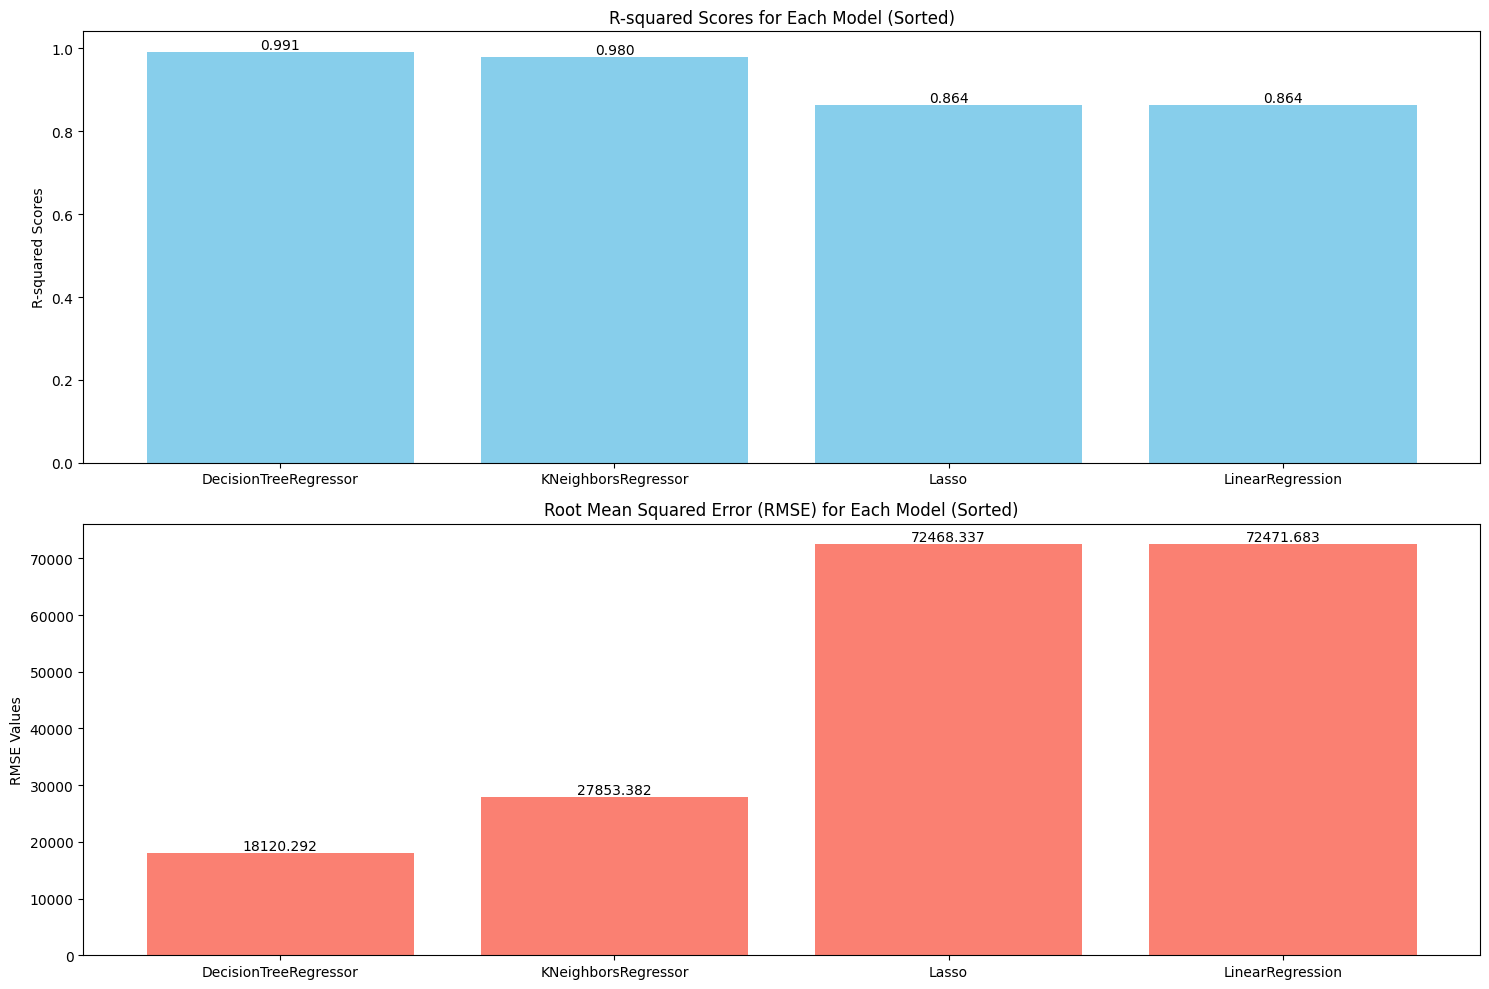 R-squared Scores for Each Model (Sorted)
R-squared Scores
1.0
0.8
0.6
0.4
0.2
0.0
0.991
0.980
0.864
0.864
DecisionTreeRegressor
KNeighborsRegressor
Lasso
LinearRegression
Root Mean Squared Error (RMSE) for Each Model (Sorted)
RMSE Values
70000
60000
50000
40000
30000
20000
10000
0
18120.292
27853.382
72468.337
72471.683
DecisionTreeRegressor
KNeighborsRegressor
Lasso
LinearRegression